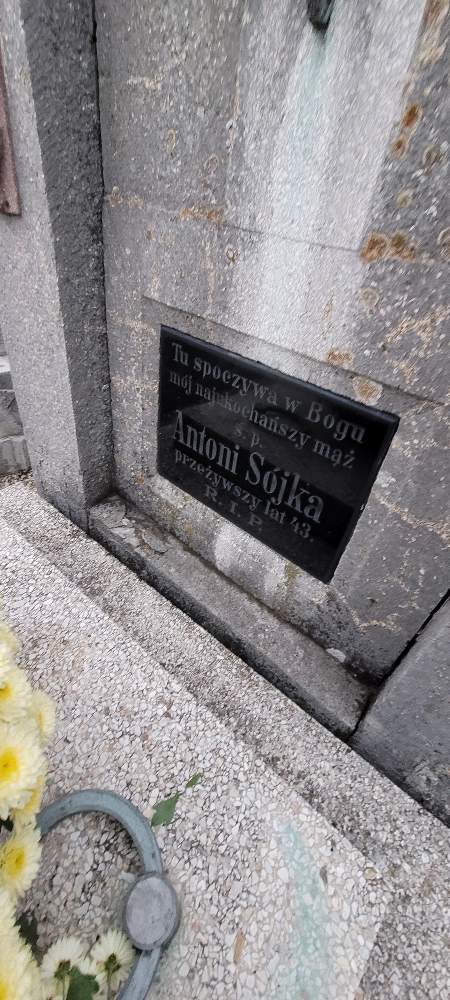 Tu spoczywa w Bogu
mój najukochańszy mąż
ś. p.
Antoni Sójka
przeżywszy lat 43.
R. I. P.